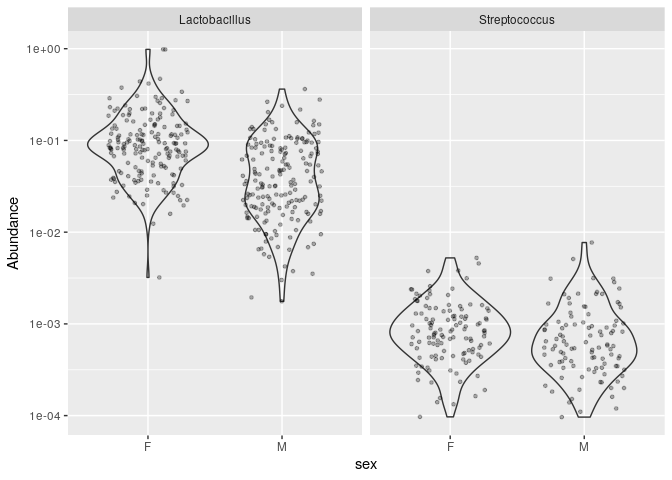 Lactobacillus
Streptococcus
Abundance
1e+00
1e-01
1e-02
1e-03
1e-04
F
M
F
M
sex